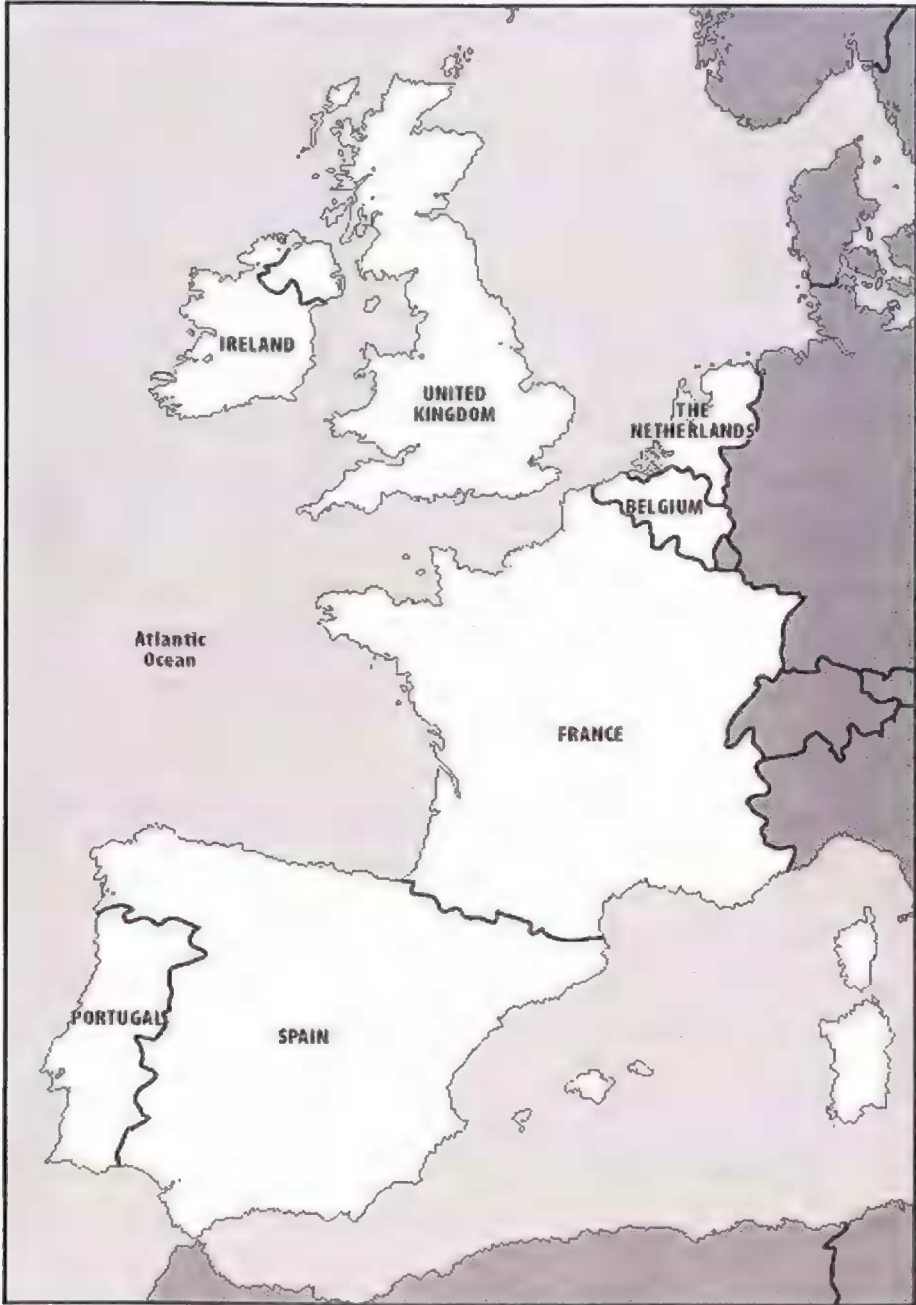 IRELAND
UNITED
KINGDOM
THE
NETHERLANDS
BELGIUM
Atlantic
Ocean
FRANCE
PORTUGAL
SPAIN